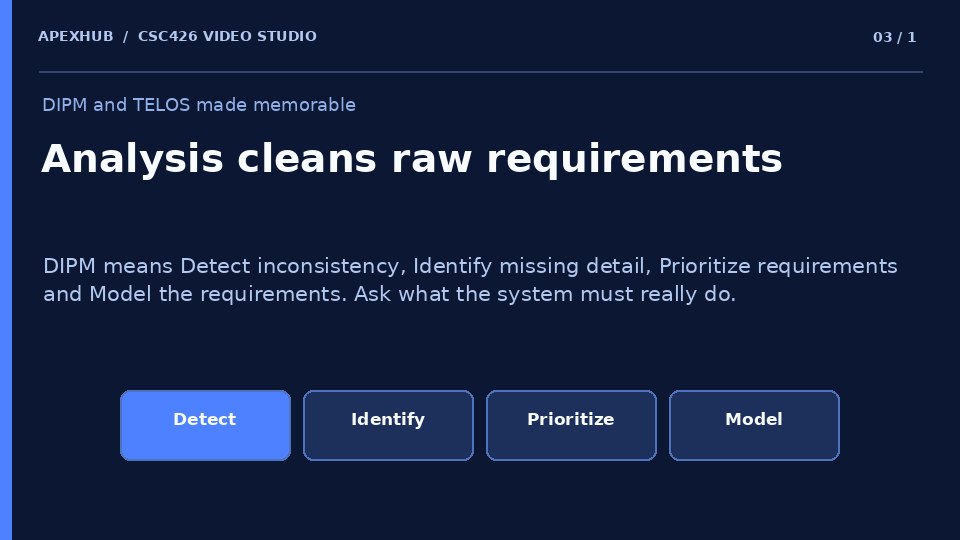 APEXHUB / CSC426 VIDEO STUDIO
03 / 1
DIPM and TELOS made memorable
Analysis cleans raw requirements
DIPM means Detect inconsistency, Identify missing detail, Prioritize requirements
and Model the requirements. Ask what the system must really do.
Detect
Identify
Prioritize
Model